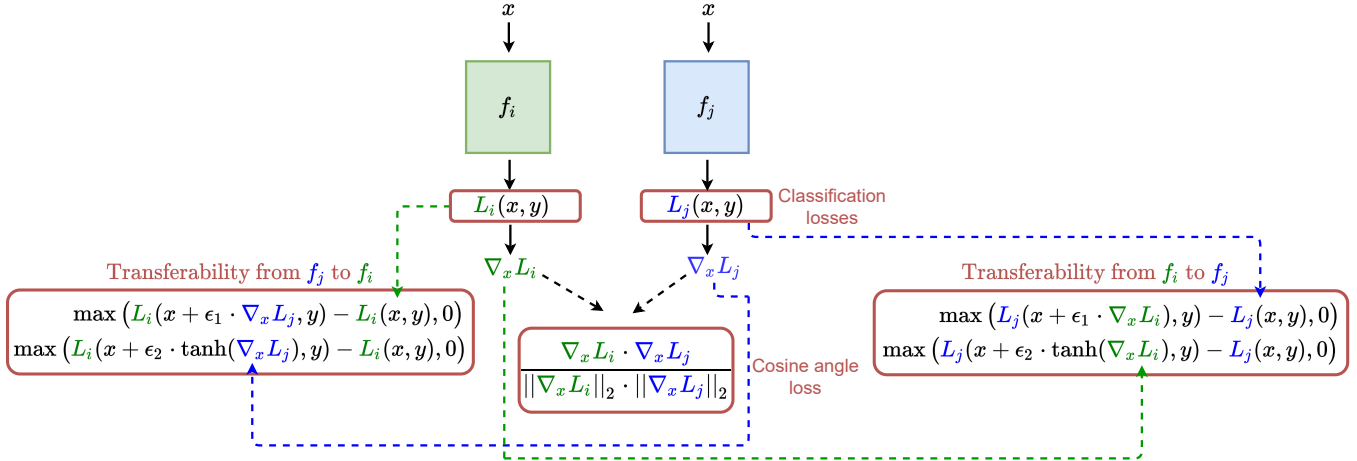 x x
f_i f_j
L_i(x, y) L_j(x, y) Classification
losses
∇_x L_i ∇_x L_j
Transferability from f_j to f_i
max (L_i(x + ϵ_1 · ∇_x L_j, y) − L_i(x, y), 0)
max (L_i(x + ϵ_2 · tanh(∇_x L_j), y) − L_i(x, y), 0)
∇_x L_i · ∇_x L_j
||∇_x L_i||_2 · ||∇_x L_j||_2
Cosine angle
loss
Transferability from f_i to f_j
max (L_j(x + ϵ_1 · ∇_x L_i), y) − L_j(x, y), 0)
max (L_j(x + ϵ_2 · tanh(∇_x L_i), y) − L_j(x, y), 0)